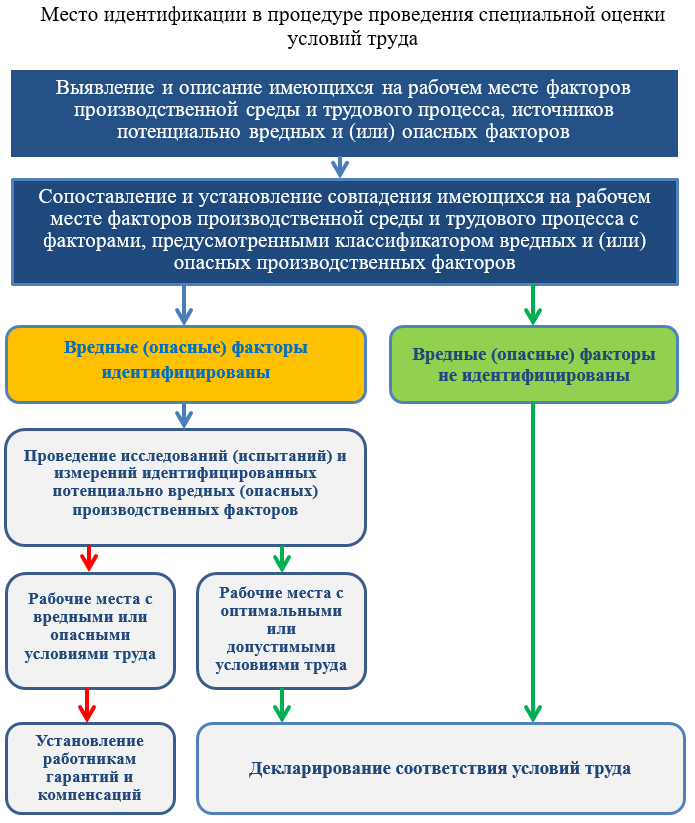 Место идентификации в процедуре проведения специальной оценки
условий труда
Выявление и описание имеющихся на рабочем месте факторов
производственной среды и трудового процесса, источников
потенциально вредных и (или) опасных факторов
Сопоставление и установление совпадения имеющихся на рабочем
месте факторов производственной среды и трудового процесса с
факторами, предусмотренными классификатором вредных и (или)
опасных производственных факторов
Вредные (опасные) факторы
идентифицированы
Вредные (опасные) факторы
не идентифицированы
Проведение исследований (испытаний) и
измерений идентифицированных
потенциально вредных (опасных)
производственных факторов
Рабочие места с
вредными или
опасными
условиями труда
Рабочие места с
оптимальными
или
допустимыми
условиями труда
Установление
работникам
гарантий и
компенсаций
Декларирование соответствия условий труда